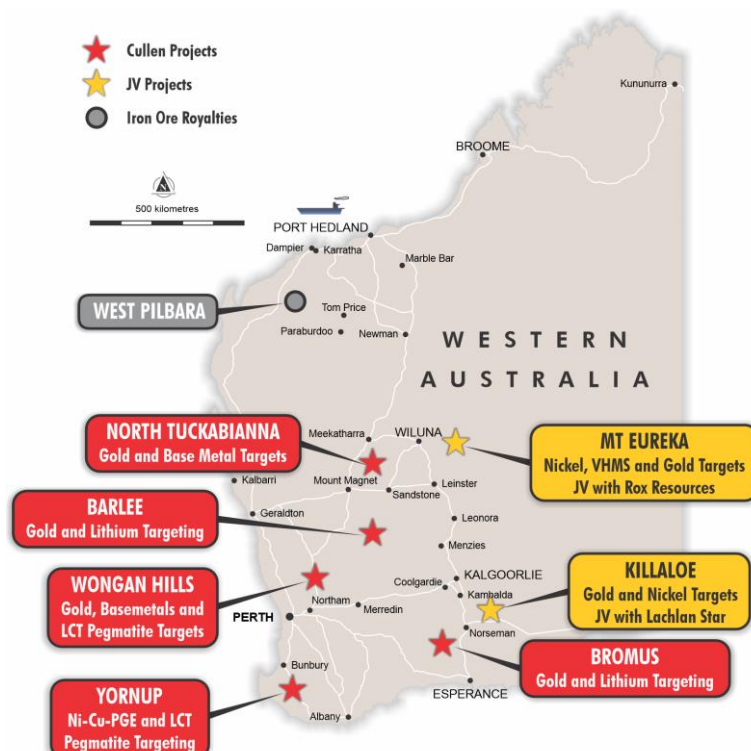 Cullen Projects
JV Projects
Iron Ore Royalties
N
500 kilometres
Kununurra
BROOME
PORT HEDLAND
Dampier
Karratha
Marble Bar
WEST PILBARA
Tom Price
Paraburdoo
Newman
WESTERN
AUSTRALIA
NORTH TUCKABIANNA
Gold and Base Metal Targets
Meekatharra
WILUNA
MT EUREKA
Nickel, VHMS and Gold Targets
JV with Rox Resources
Kalbarri
Mount Magnet
Sandstone
Leinster
BARLEE
Gold and Lithium Targeting
Geraldton
Leonora
Menzies
WONGAN HILLS
Gold, Basemetals and
LCT Pegmatite Targets
Coolgardie
KALGOORLIE
Kambalda
KILLALOE
Gold and Nickel Targets
JV with Lachlan Star
Northam
PERTH
Merredin
Norseman
BROMUS
Gold and Lithium Targeting
Bunbury
ESPERANCE
YORNUP
Ni-Cu-PGE and LCT
Pegmatite Targeting
Albany